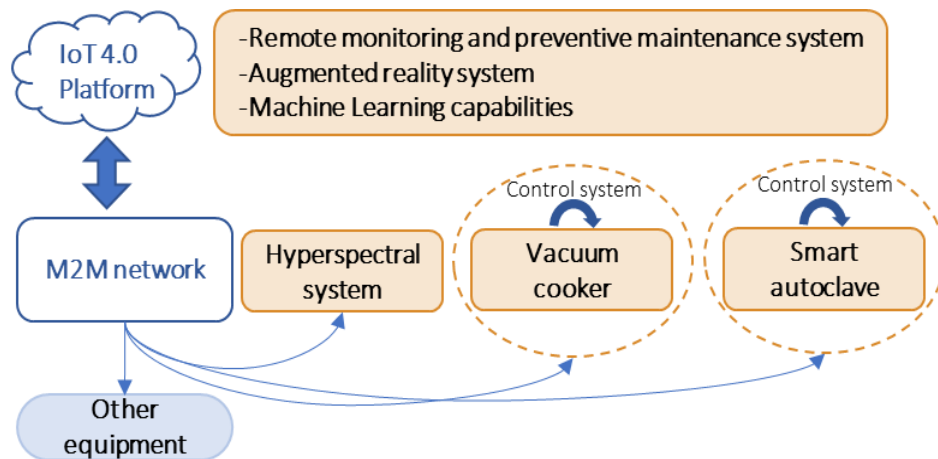 IoT 4.0
Platform
-Remote monitoring and preventive maintenance system
-Augmented reality system
-Machine Learning capabilities
Control system
Control system
M2M network
Hyperspectral
system
Vacuum
cooker
Smart
autoclave
Other
equipment